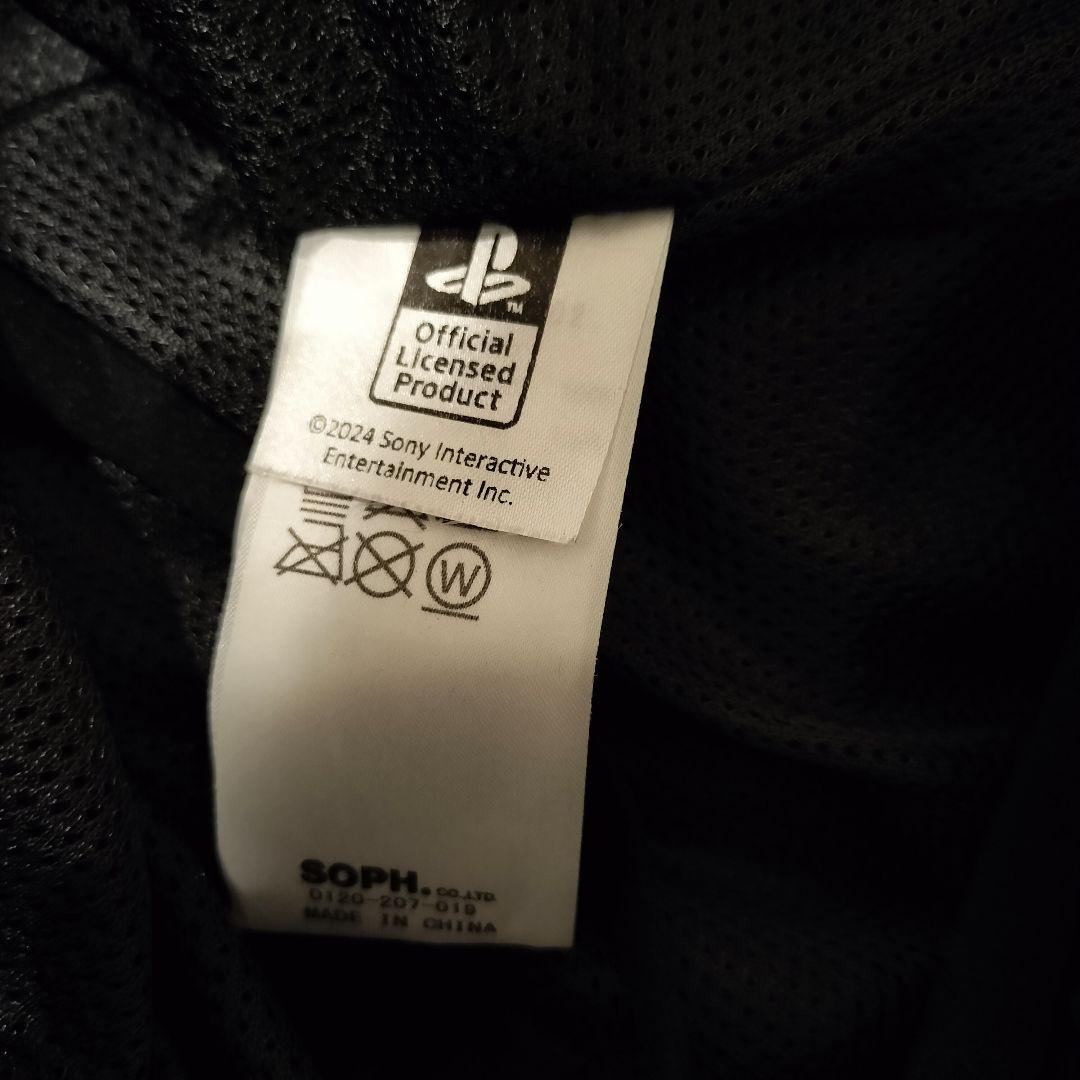 Official
Licensed
Product
©2024 Sony Interactive
Entertainment Inc.
W
SOPH. CO.,LTD.
0120-207-019
MADE IN CHINA